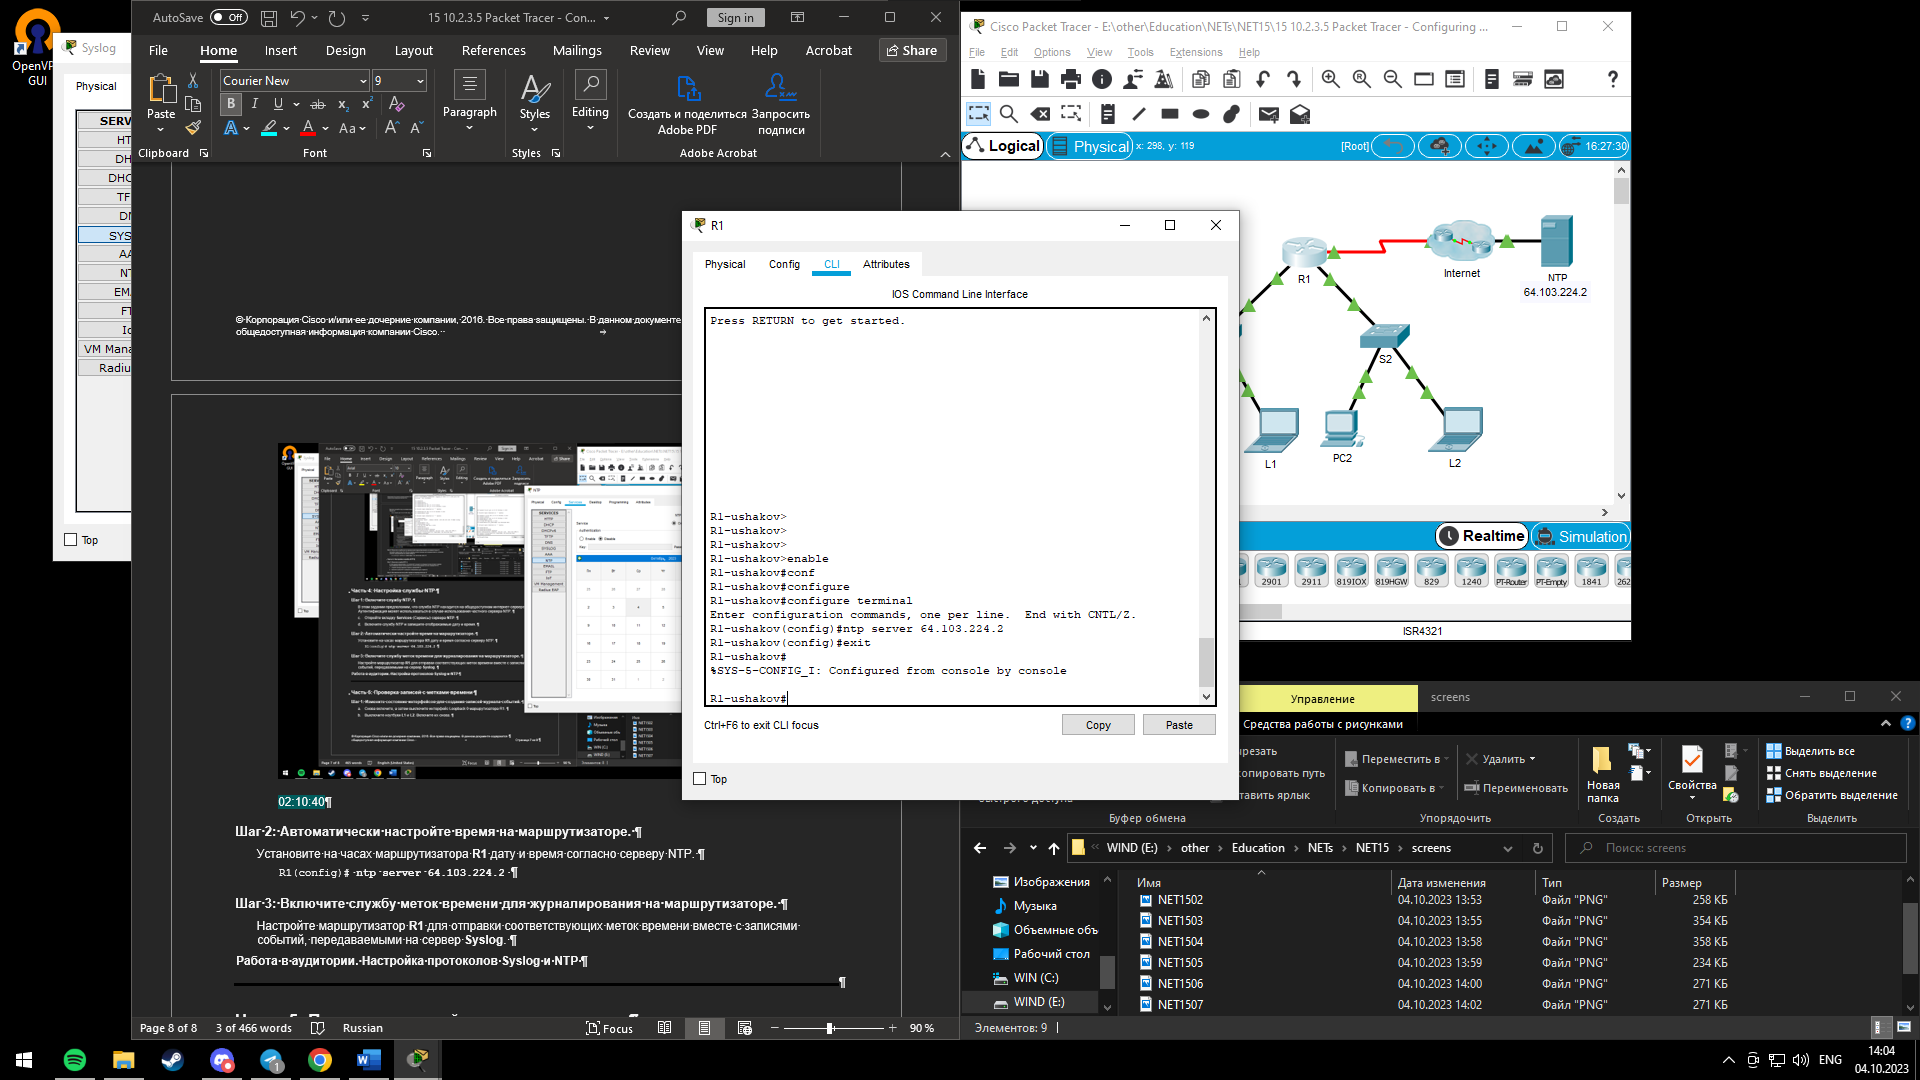 OpenVP
GUI
Syslog
Physical
SERV
HT
DH
DHC
TF
DN
SYS
AA
NT
EM
FT
Io
VM Mana
Radiu
Top
AutoSave
Off
15 10.2.3.5 Packet Tracer - Con...
Sign in
File
Home
Insert
Design
Layout
References
Mailings
Review
View
Help
Acrobat
Share
Courier New
9
Paste
Paragraph
Styles
Editing
Создать и поделиться
Adobe PDF
Запросить
подписи
Clipboard
Font
Styles
Adobe Acrobat
© Корпорация Cisco и/или ее дочерние компании, 2016. Все права защищены. В данном документе
общедоступная информация компании Cisco.
02:10:40¶
Шаг 2: Автоматически настройте время на маршрутизаторе. ¶
Установите на часах маршрутизатора R1 дату и время согласно серверу NTP. ¶
R1(config)# ntp server 64.103.224.2 ¶
Шаг 3: Включите службу меток времени для журналирования на маршрутизаторе. ¶
Настройте маршрутизатор R1 для отправки соответствующих меток времени вместе с записями
событий, передаваемыми на сервер Syslog. ¶
Работа в аудитории. Настройка протоколов Syslog и NTP ¶
Page 8 of 8
3 of 466 words
Russian
Focus
90 %
Cisco Packet Tracer - E:\other\Education\NETs\NET15\15 10.2.3.5 Packet Tracer - Configuring ...
File
Edit
Options
View
Tools
Extensions
Help
Logical
Physical
x: 298, y: 119
[Root]
16:27:30
R1
Internet
NTP
64.103.224.2
S2
L1
PC2
L2
Realtime
Simulation
2901
2911
819IOX
819HGW
829
1240
PT-Router
PT-Empty
1841
262
ISR4321
R1
Physical
Config
CLI
Attributes
IOS Command Line Interface
Press RETURN to get started.
R1-ushakov>
R1-ushakov>
R1-ushakov>
R1-ushakov>enable
R1-ushakov#conf
R1-ushakov#configure
R1-ushakov#configure terminal
Enter configuration commands, one per line.  End with CNTL/Z.
R1-ushakov(config)#ntp server 64.103.224.2
R1-ushakov(config)#exit
R1-ushakov#
%SYS-5-CONFIG_I: Configured from console by console
R1-ushakov#
Ctrl+F6 to exit CLI focus
Copy
Paste
Top
Управление
screens
Средства работы с рисунками
ырезать
копировать путь
тавить ярлык
Буфер обмена
Переместить в
Копировать в
Удалить
Переименовать
Упорядочить
Новая
папка
Создать
Свойства
Открыть
Выделить все
Снять выделение
Обратить выделение
Выделить
WIND (E:)
other
Education
NETs
NET15
screens
Поиск: screens
Изображения
Музыка
Объемные объ
Рабочий стол
WIN (C:)
WIND (E:)
Имя
Дата изменения
Тип
Размер
NET1502 04.10.2023 13:53 Файл "PNG" 258 КБ
NET1503 04.10.2023 13:55 Файл "PNG" 354 КБ
NET1504 04.10.2023 13:58 Файл "PNG" 358 КБ
NET1505 04.10.2023 13:59 Файл "PNG" 234 КБ
NET1506 04.10.2023 14:00 Файл "PNG" 271 КБ
NET1507 04.10.2023 14:02 Файл "PNG" 271 КБ
Элементов: 9
ENG
14:04
04.10.2023